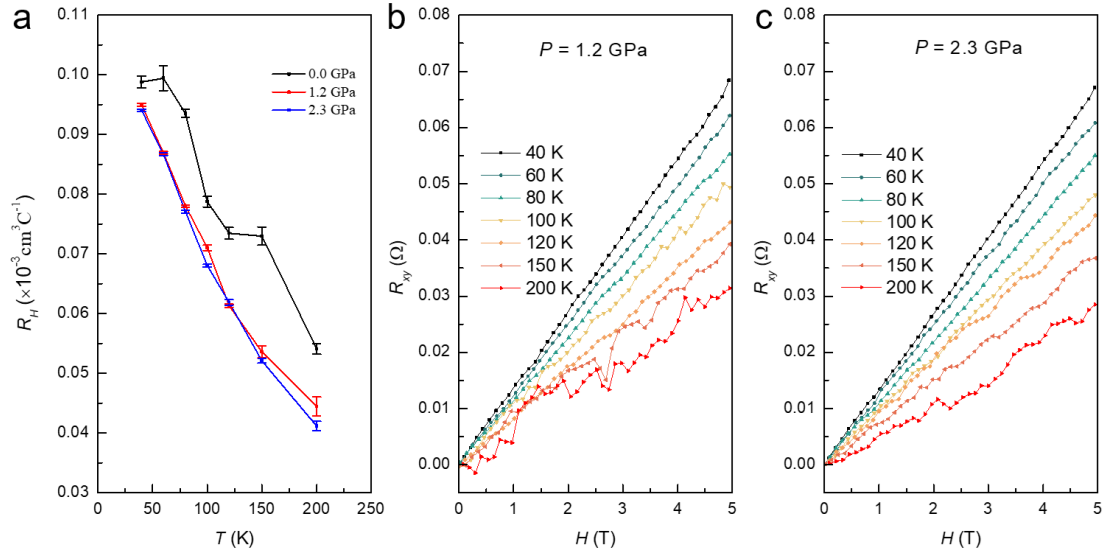 a
0.11
0.10
0.09
0.08
0.07
0.06
0.05
0.04
0.03
0
50
100
150
200
250
R_H (×10⁻³cm³C⁻¹)
T (K)
0.0 GPa
1.2 GPa
2.3 GPa
b
P = 1.2 GPa
0.08
0.07
0.06
0.05
0.04
0.03
0.02
0.01
0.00
0
1
2
3
4
5
R_xy (Ω)
H (T)
40 K
60 K
80 K
100 K
120 K
150 K
200 K
c
P = 2.3 GPa
0.08
0.07
0.06
0.05
0.04
0.03
0.02
0.01
0.00
0
1
2
3
4
5
R_xy (Ω)
H (T)
40 K
60 K
80 K
100 K
120 K
150 K
200 K